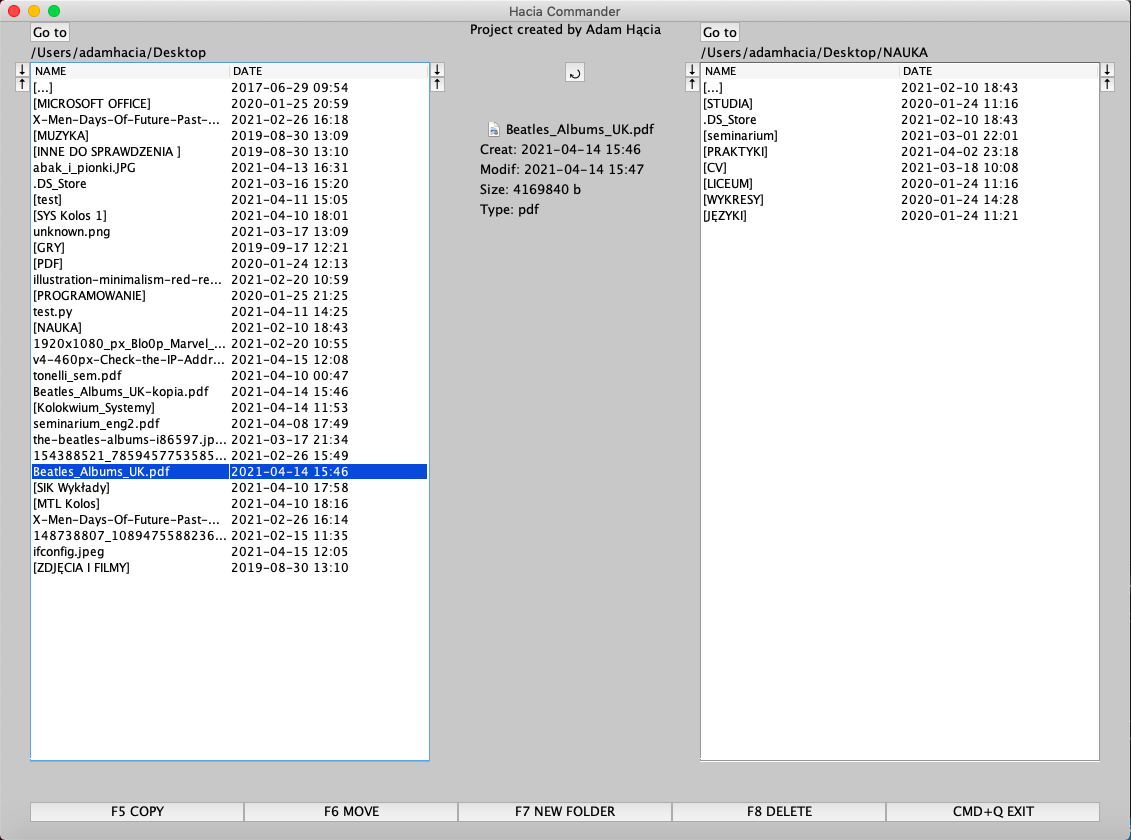 Hacia Commander
Go to
Project created by Adam Hącia
Go to
/Users/adamhacia/Desktop
/Users/adamhacia/Desktop/NAUKA
↓
↑
NAME DATE
[...] 2017-06-29 09:54
[MICROSOFT OFFICE] 2020-01-25 20:59
X-Men-Days-Of-Future-Past-... 2021-02-26 16:18
[MUZYKA] 2019-08-30 13:09
[INNE DO SPRAWDZENIA ] 2019-08-30 13:10
abak_i_pionki.JPG 2021-04-13 16:31
.DS_Store 2021-03-16 15:20
[test] 2021-04-11 15:05
[SYS Kolos 1] 2021-04-10 18:01
unknown.png 2021-03-17 13:09
[GRY] 2019-09-17 12:21
[PDF] 2020-01-24 12:13
illustration-minimalism-red-re... 2021-02-20 10:59
[PROGRAMOWANIE] 2020-01-25 21:25
test.py 2021-04-11 14:25
[NAUKA] 2021-02-10 18:43
1920x1080_px_Blo0p_Marvel_... 2021-02-20 10:55
v4-460px-Check-the-IP-Addr... 2021-04-15 12:08
tonelli_sem.pdf 2021-04-10 00:47
Beatles_Albums_UK-kopia.pdf 2021-04-14 15:46
[Kolokwium_Systemy] 2021-04-14 11:53
seminarium_eng2.pdf 2021-04-08 17:49
the-beatles-albums-i86597.jp... 2021-03-17 21:34
154388521_7859457753585... 2021-02-26 15:49
Beatles_Albums_UK.pdf 2021-04-14 15:46
[SIK Wykłady] 2021-04-10 17:58
[MTL Kolos] 2021-04-10 18:16
X-Men-Days-Of-Future-Past-... 2021-02-26 16:14
148738807_1089475588236... 2021-02-15 11:35
ifconfig.jpeg 2021-04-15 12:05
[ZDJĘCIA I FILMY] 2019-08-30 13:10
↓
↑
Beatles_Albums_UK.pdf
Creat: 2021-04-14 15:46
Modif: 2021-04-14 15:47
Size: 4169840 b
Type: pdf
↓
↑
NAME DATE
[...] 2021-02-10 18:43
[STUDIA] 2020-01-24 11:16
.DS_Store 2021-02-10 18:43
[seminarium] 2021-03-01 22:01
[PRAKTYKI] 2021-04-02 23:18
[CV] 2021-03-18 10:08
[LICEUM] 2020-01-24 11:16
[WYKRESY] 2020-01-24 14:28
[JĘZYKI] 2020-01-24 11:21
↓
↑
F5 COPY
F6 MOVE
F7 NEW FOLDER
F8 DELETE
CMD+Q EXIT